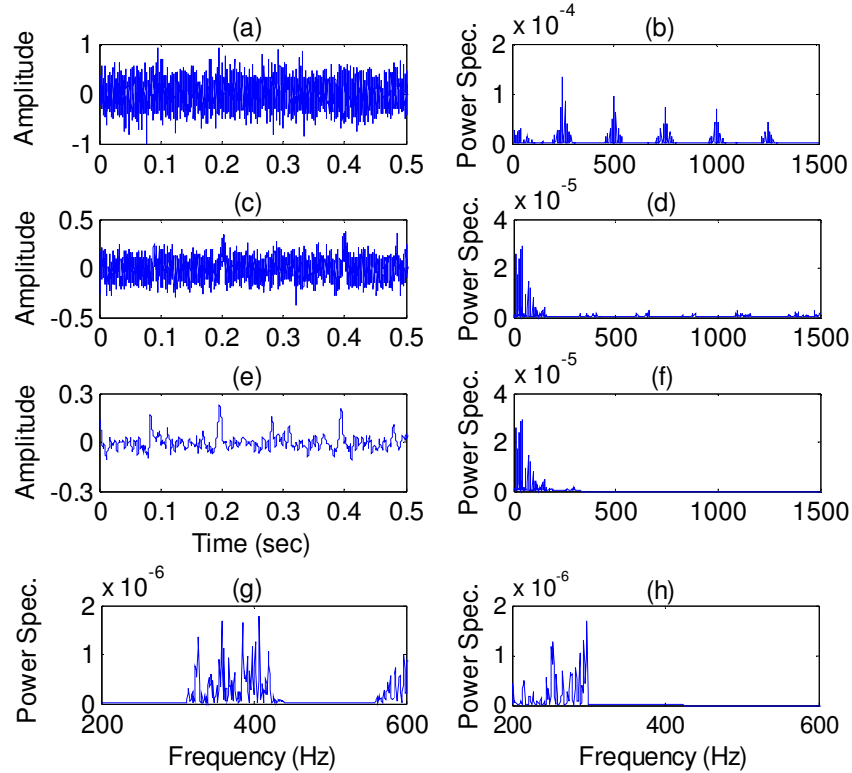 (a)
Amplitude
1
0
-1
0 0.1 0.2 0.3 0.4 0.5
x 10^-4
(b)
Power Spec.
2
1
0
0 500 1000 1500
(c)
Amplitude
0.5
0
-0.5
0 0.1 0.2 0.3 0.4 0.5
x 10^-5
(d)
Power Spec.
4
2
0
0 500 1000 1500
(e)
Amplitude
0.3
0
-0.3
0 0.1 0.2 0.3 0.4 0.5
Time (sec)
x 10^-5
(f)
Power Spec.
4
2
0
0 500 1000 1500
x 10^-6
(g)
Power Spec.
2
1
0
200 400 600
Frequency (Hz)
x 10^-6
(h)
Power Spec.
2
1
0
200 400 600
Frequency (Hz)